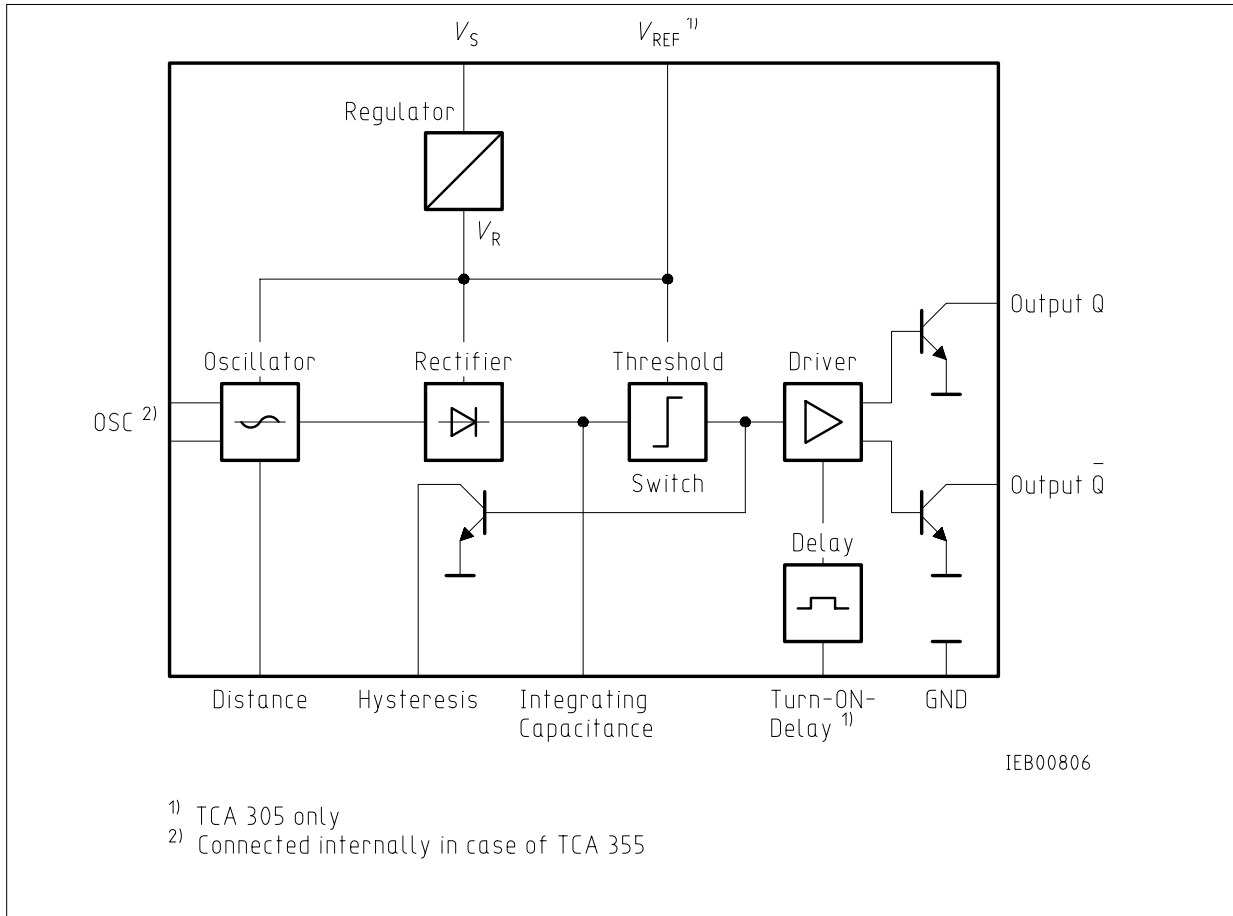 V_S
V_REF 1)
Regulator
V_R
Output Q
Oscillator
Rectifier
Threshold
Driver
OSC 2)
Switch
Output Q̅
Delay
Distance
Hysteresis
Integrating
Capacitance
Turn-ON-
Delay 1)
GND
IEB00806
1) TCA 305 only
2) Connected internally in case of TCA 355